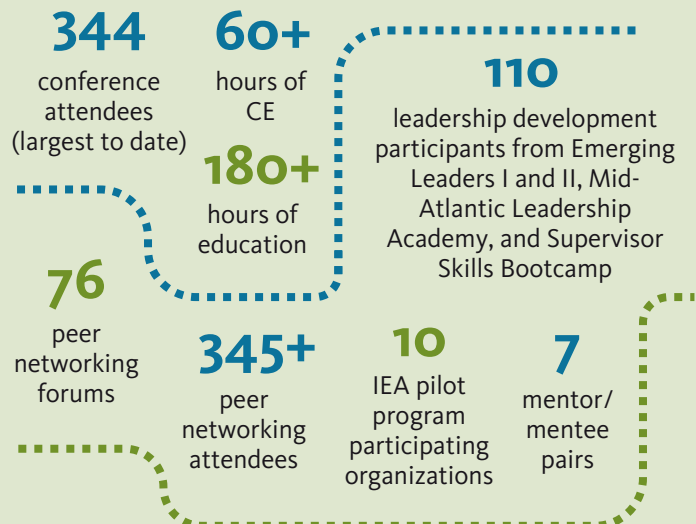 344
conference
attendees
(largest to date)
60+
hours of
CE
180+
hours of
education
110
leadership development
participants from Emerging
Leaders I and II, Mid-
Atlantic Leadership
Academy, and Supervisor
Skills Bootcamp
76
peer
networking
forums
345+
peer
networking
attendees
10
IEA pilot
program
participating
organizations
7
mentor/
mentee
pairs